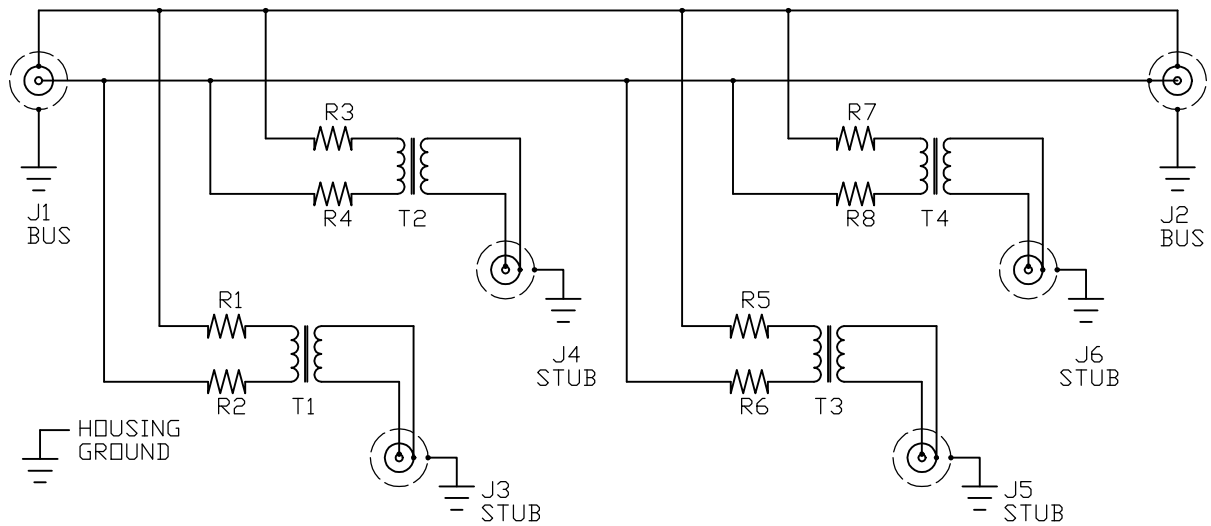 R3
R7
R4
T2
R8
T4
J1
BUS
J2
BUS
R1
R5
J4
STUB
J6
STUB
R2
T1
R6
T3
HOUSING
GROUND
J3
STUB
J5
STUB